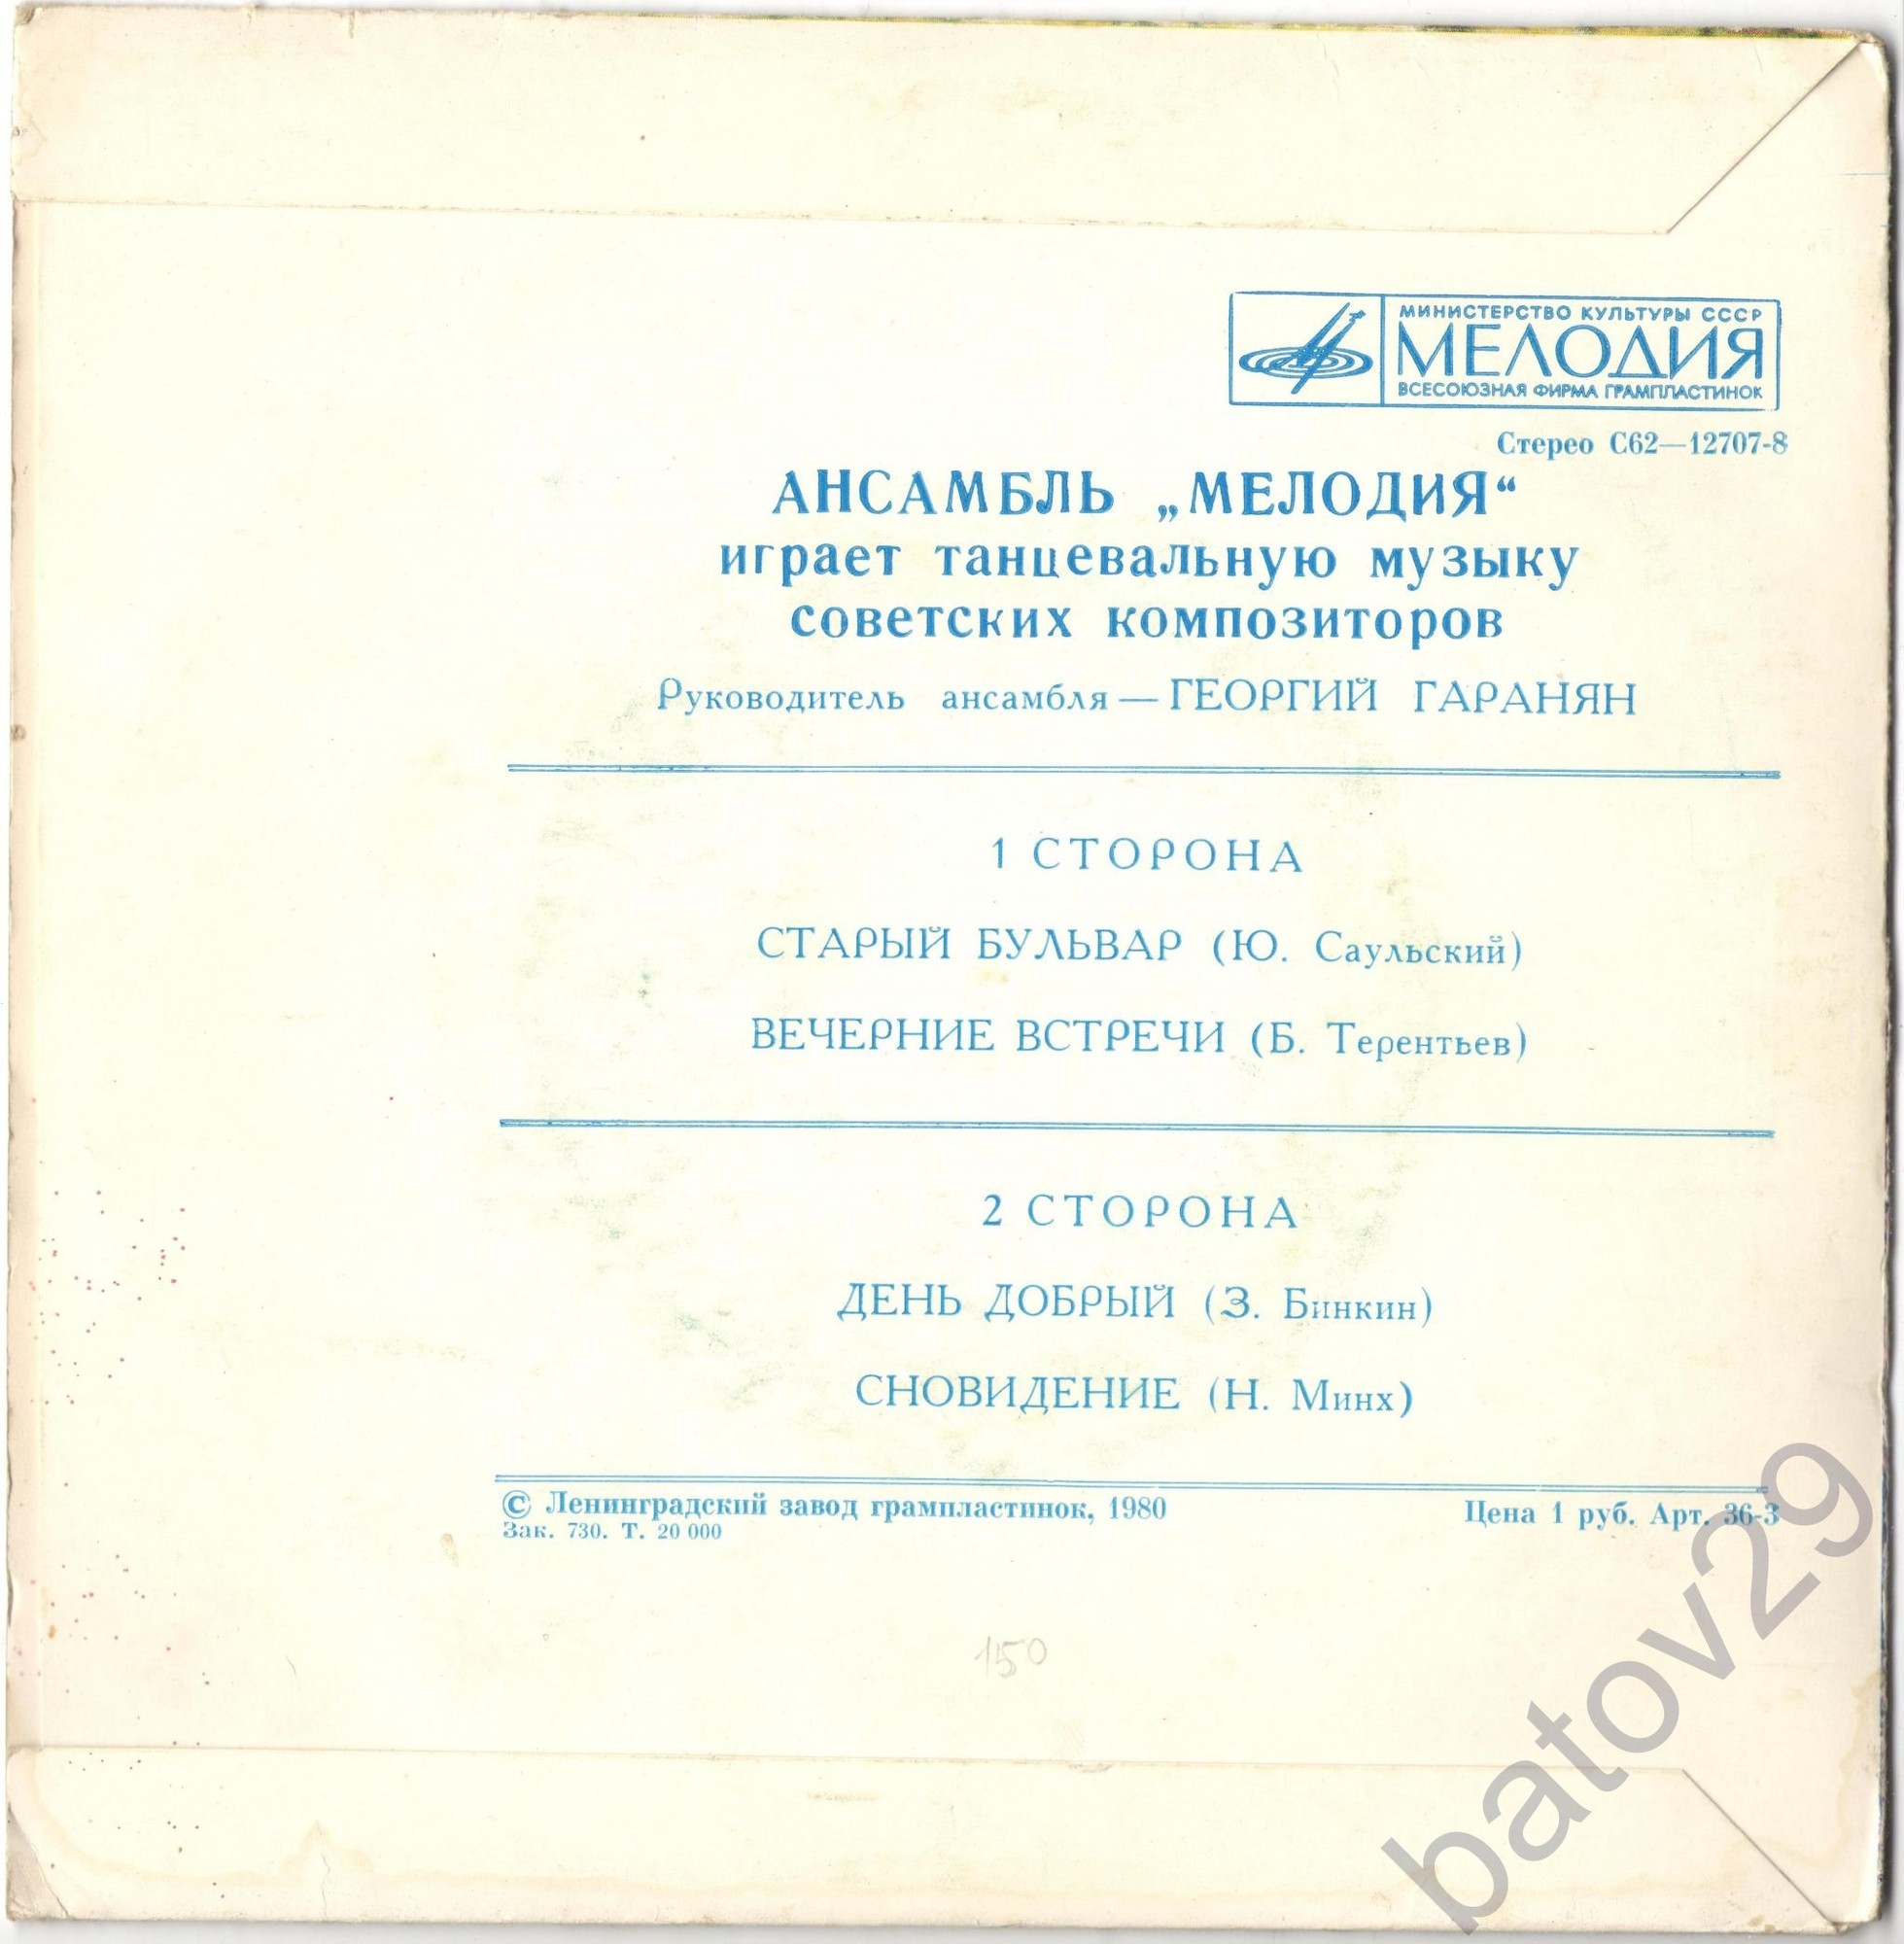 МИНИСТЕРСТВО КУЛЬТУРЫ СССР
МЕЛОДИЯ
ВСЕСОЮЗНАЯ ФИРМА ГРАМПЛАСТИНОК
Стерео С62—12707-8
АНСАМБЛЬ „МЕЛОДИЯ“
играет танцевальную музыку
советских композиторов
Руководитель ансамбля — ГЕОРГИЙ ГАРАНЯН
1 СТОРОНА
СТАРЫЙ БУЛЬВАР (Ю. Саульский)
ВЕЧЕРНИЕ ВСТРЕЧИ (Б. Терентьев)
2 СТОРОНА
ДЕНЬ ДОБРЫЙ (З. Бинкин)
СНОВИДЕНИЕ (Н. Минх)
© Ленинградский завод грампластинок, 1980 Цена 1 руб. Арт. 36-3
Зак. 730. Т. 20 000
150
batov29